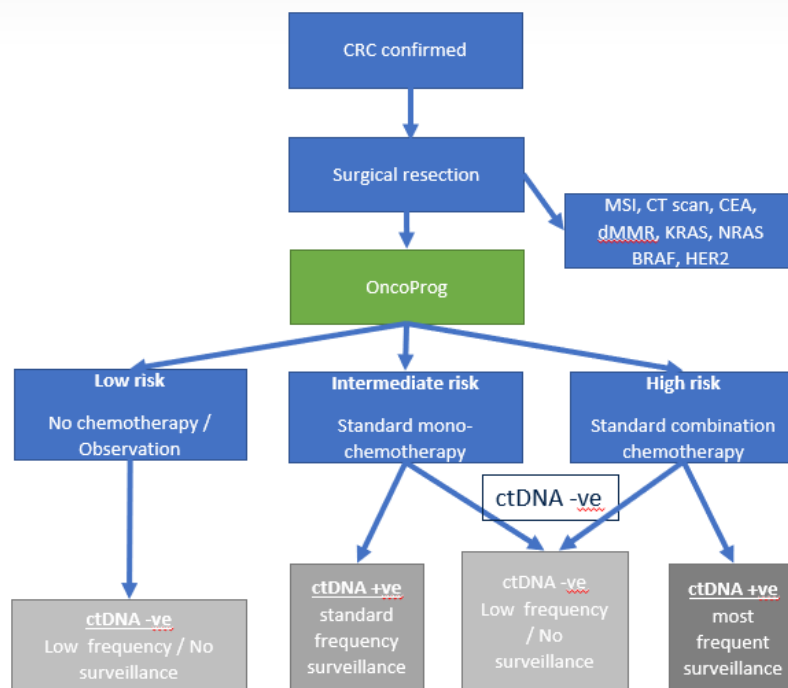 CRC confirmed
Surgical resection
MSI, CT scan, CEA,
dMMR, KRAS, NRAS
BRAF, HER2
OncoProg
Low risk
No chemotherapy /
Observation
Intermediate risk
Standard mono-
chemotherapy
High risk
Standard combination
chemotherapy
ctDNA -ve
ctDNA -ve
Low frequency / No
surveillance
ctDNA +ve
standard
frequency
surveillance
ctDNA -ve
Low frequency
/ No
surveillance
ctDNA +ve
most
frequent
surveillance